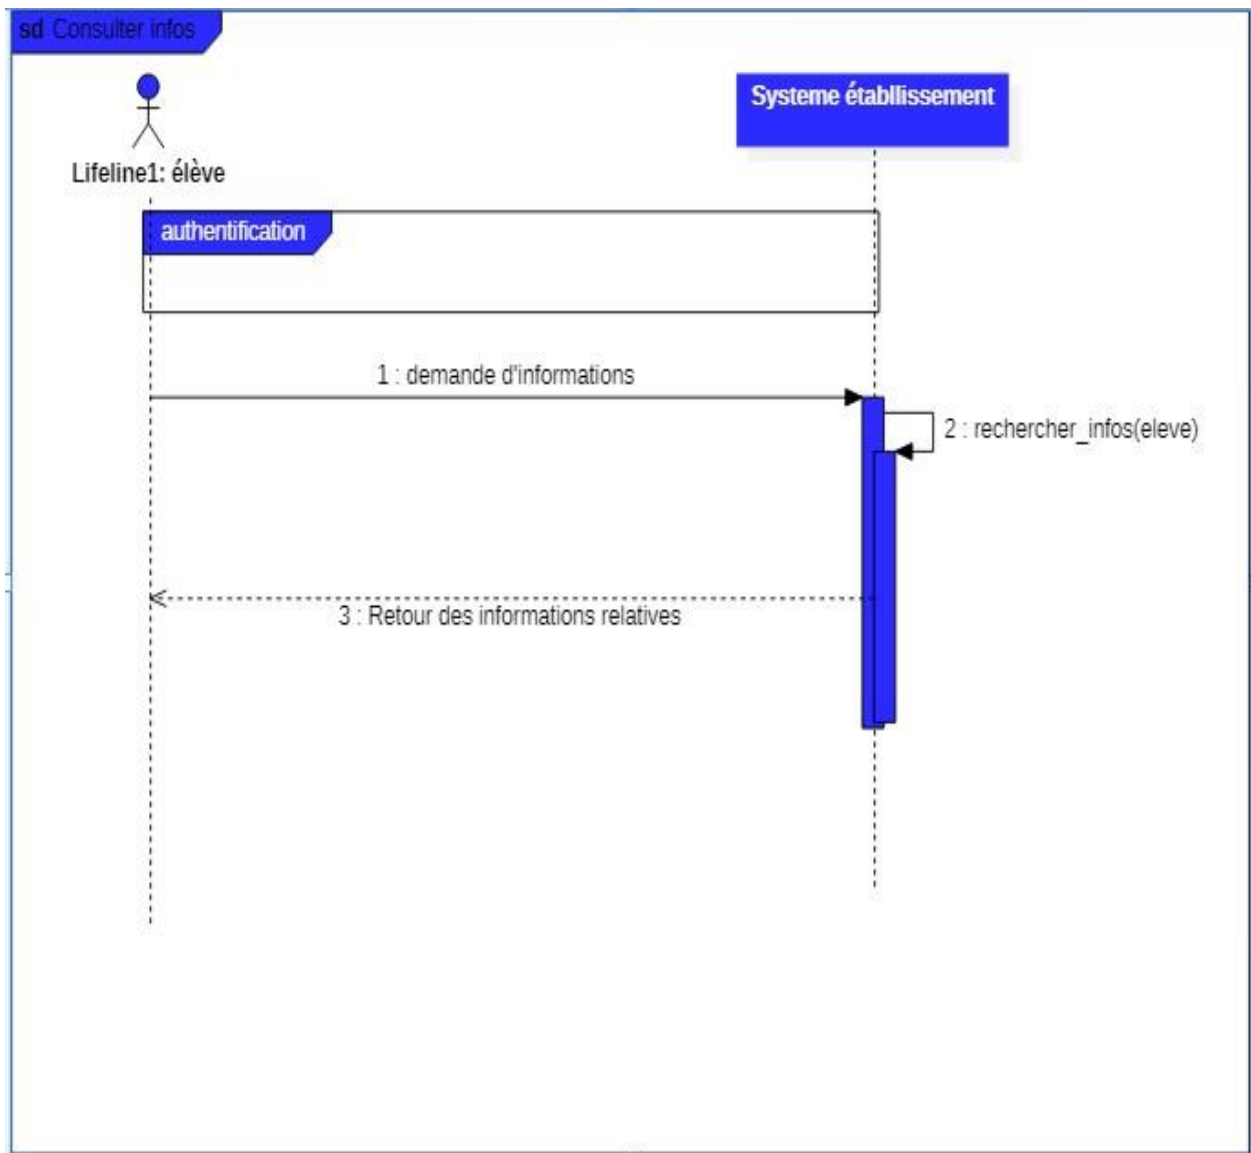 sd Consulter infos
Systeme établlissement
Lifeline1: élève
authentification
1 : demande d'informations
2 : rechercher_infos(eleve)
3 : Retour des informations relatives